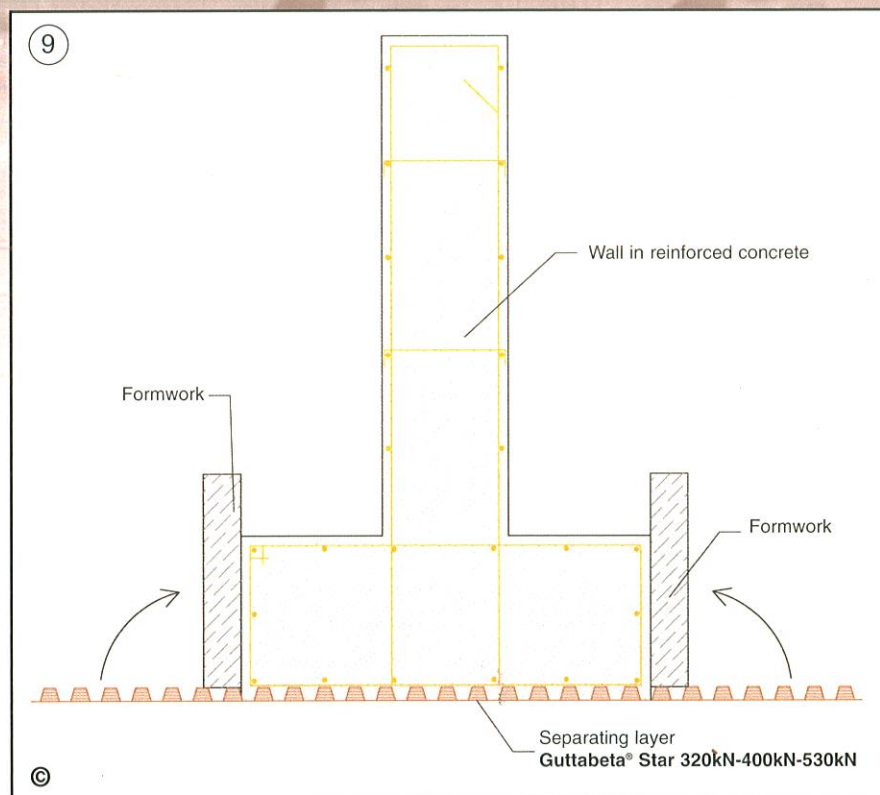 9
Wall in reinforced concrete
Formwork
Formwork
Separating layer
Guttabeta® Star 320kN-400kN-530kN
©